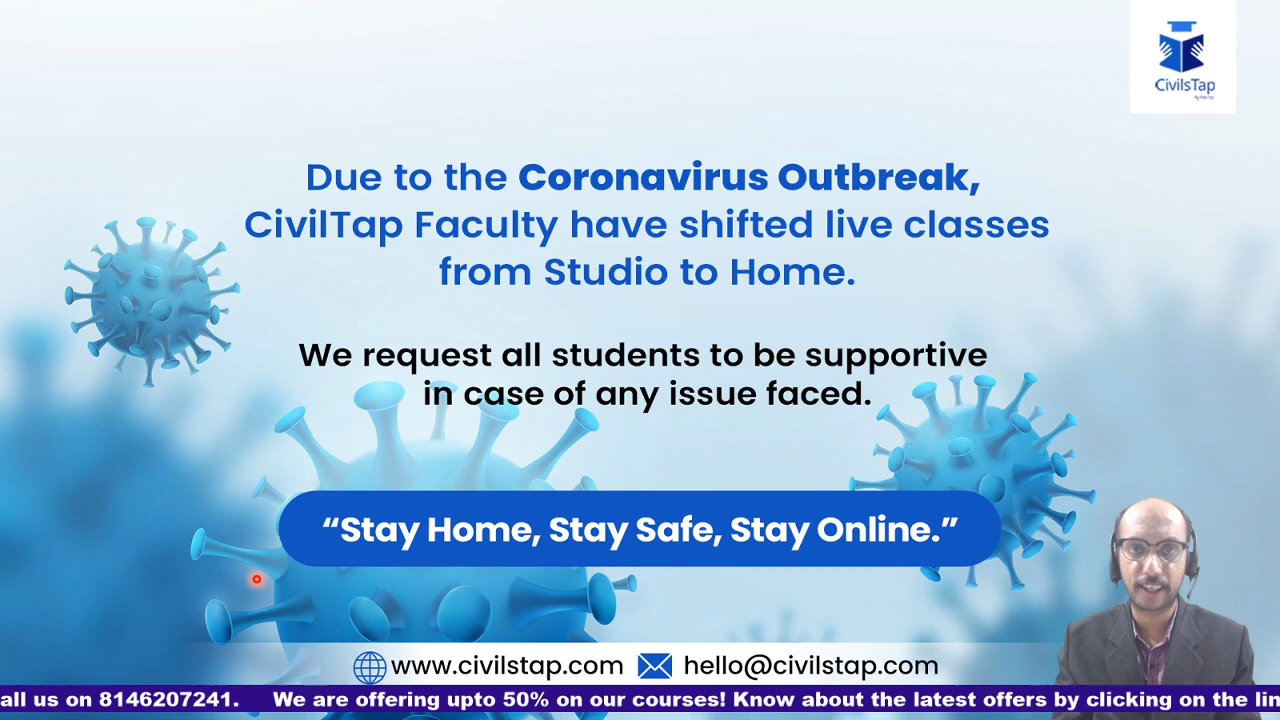 CivilsTap
Due to the Coronavirus Outbreak,
CivilTap Faculty have shifted live classes
from Studio to Home.
We request all students to be supportive
in case of any issue faced.
“Stay Home, Stay Safe, Stay Online.”
www.civilstap.com hello@civilstap.com
all us on 8146207241. We are offering upto 50% on our courses! Know about the latest offers by clicking on the lin